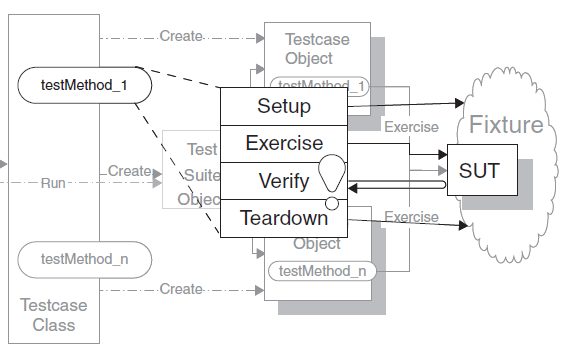 Create
Testcase
Object
testMethod_1
testMethod_1
Setup
Exercise
Fixture
Exercise
Test
Create
Suite
Verify
SUT
Run
Object
Teardown
Exercise
Object
testMethod_n
testMethod_n
Create
Testcase
Class